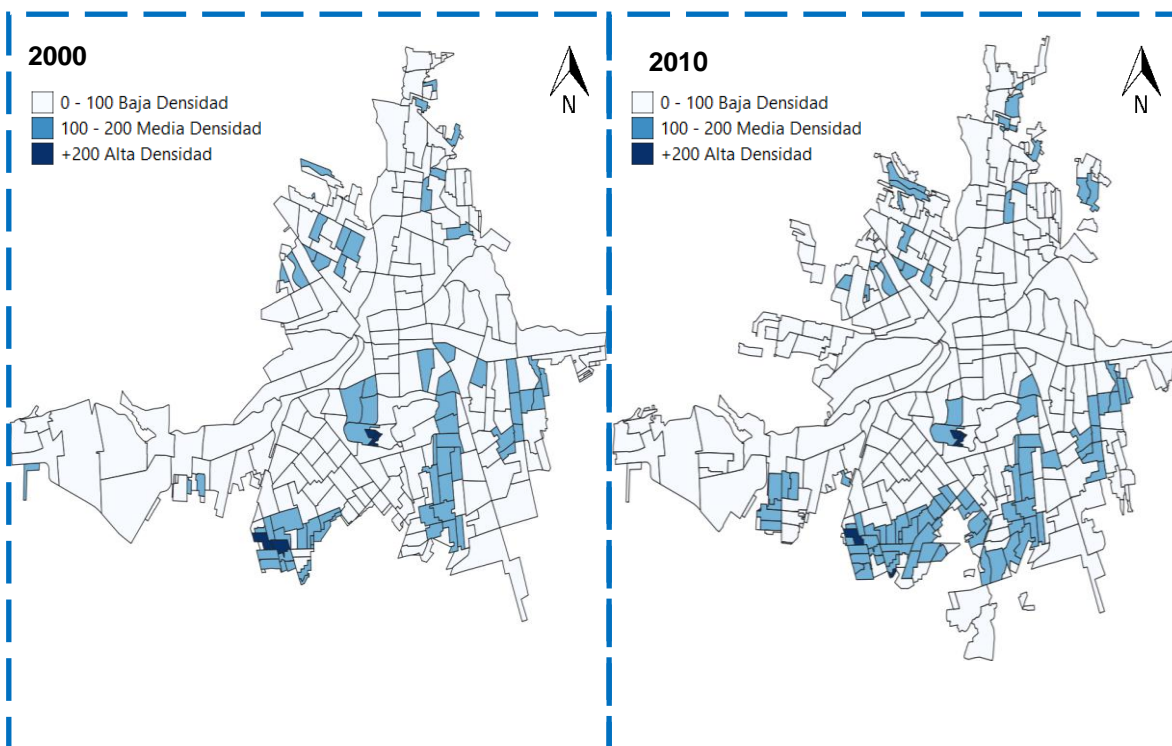 2000
0 - 100 Baja Densidad
100 - 200 Media Densidad
+200 Alta Densidad
N
2010
0 - 100 Baja Densidad
100 - 200 Media Densidad
+200 Alta Densidad
N